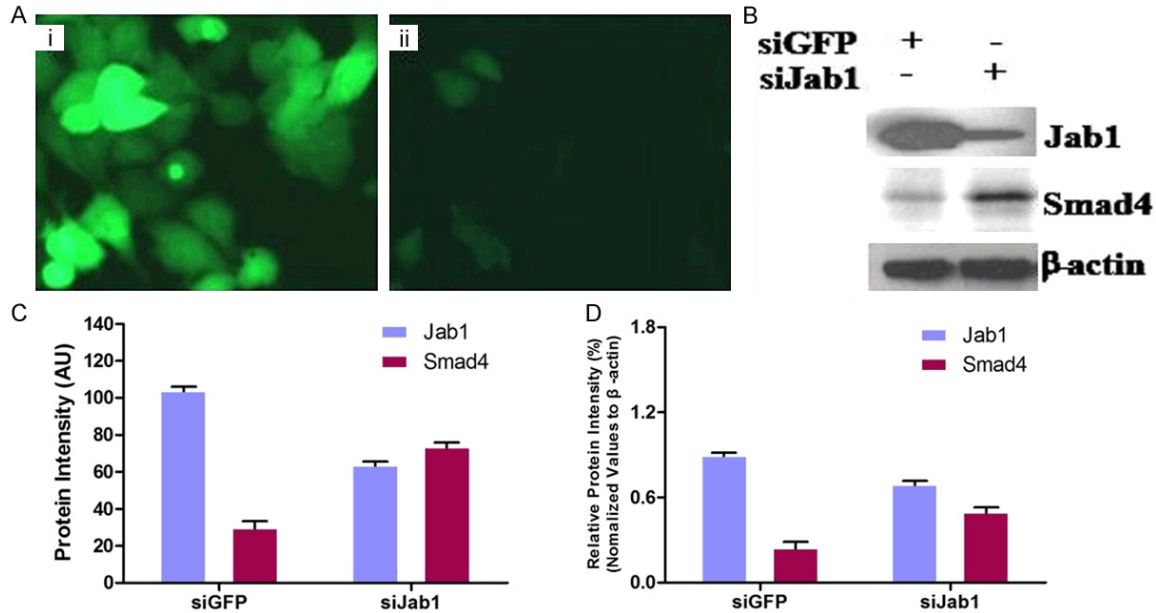 A
i
ii
B
siGFP + -
siJab1 - +
Jab1
Smad4
β-actin
C
Protein Intensity (AU)
140
120
100
80
60
40
20
0
Jab1
Smad4
siGFP siJab1
D
Relative Protein Intensity (%)
(Nomalized Values to β -actin)
1.8
1.2
0.6
0.0
Jab1
Smad4
siGFP siJab1